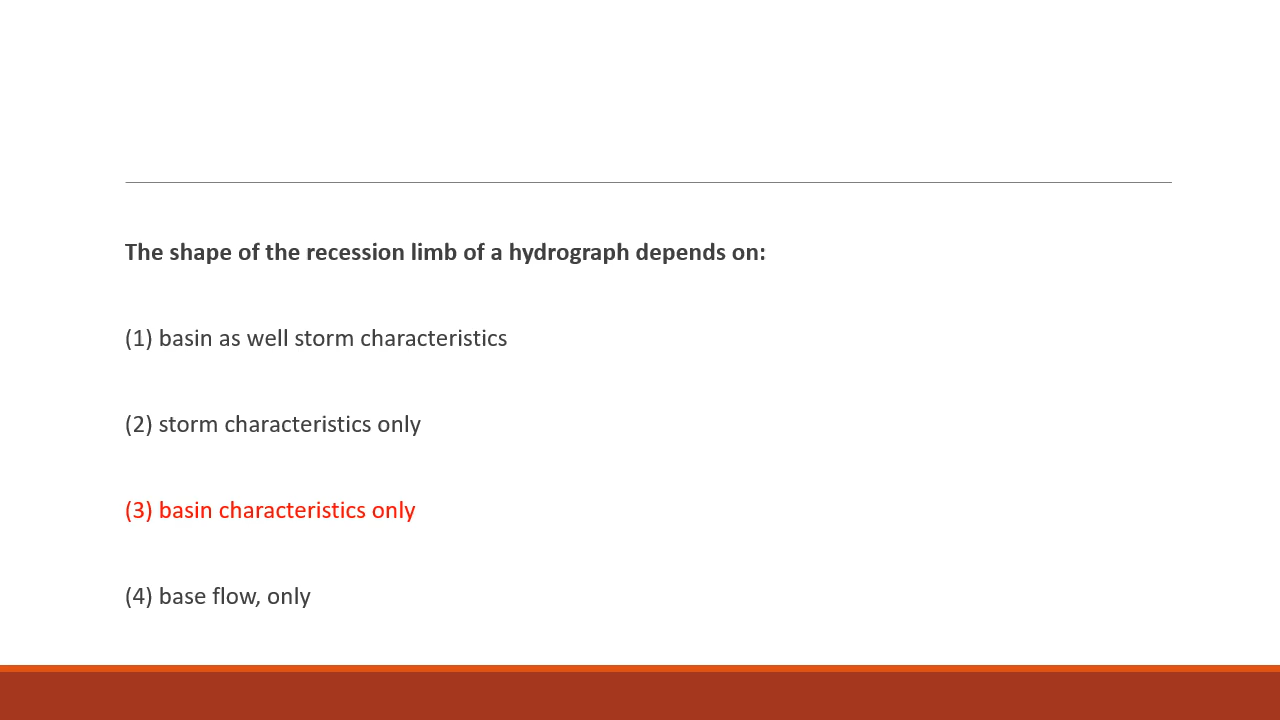 The shape of the recession limb of a hydrograph depends on:
(1) basin as well storm characteristics
(2) storm characteristics only
(3) basin characteristics only
(4) base flow, only